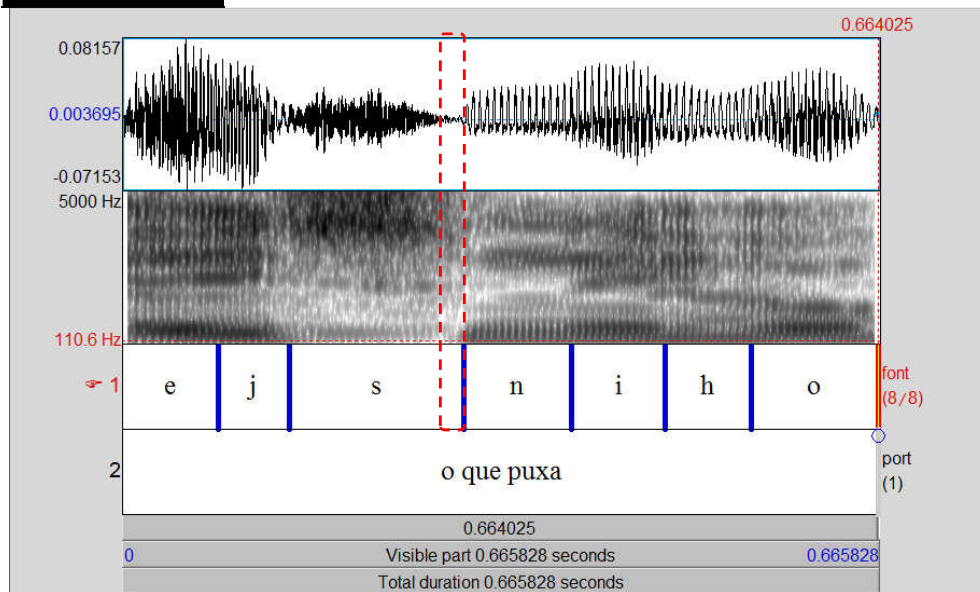 0.664025
0.08157
0.003695
-0.07153
5000 Hz
110.6 Hz
☞ 1 e j s n i h o font (8/8)
2 o que puxa port (1)
0.664025
0 Visible part 0.665828 seconds 0.665828
Total duration 0.665828 seconds